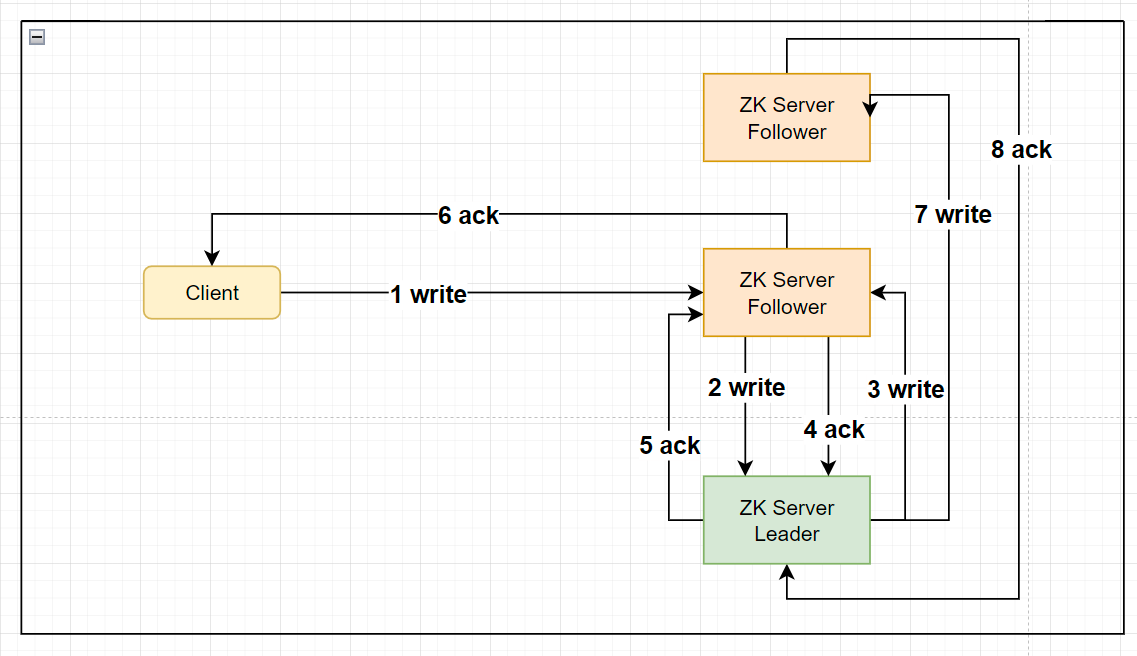 ZK Server
Follower
8 ack
7 write
6 ack
Client
1 write
ZK Server
Follower
2 write
3 write
4 ack
5 ack
ZK Server
Leader